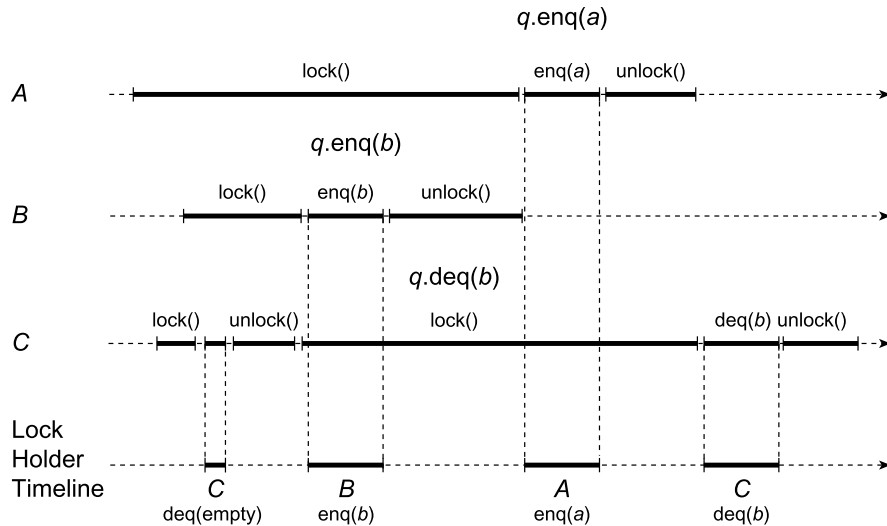 q.enq(a)
lock() enq(a) unlock()
A
q.enq(b)
lock() enq(b) unlock()
B
q.deq(b)
lock() unlock() lock() deq(b) unlock()
C
Lock
Holder
Timeline C B A C
deq(empty) enq(b) enq(a) deq(b)